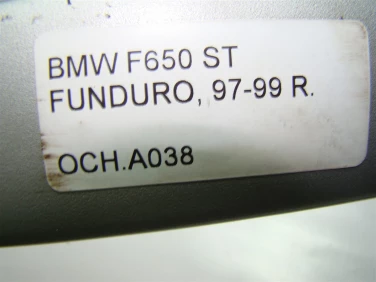 BMW F650 ST
FUNDURO, 97-99 R.
OCH.A038